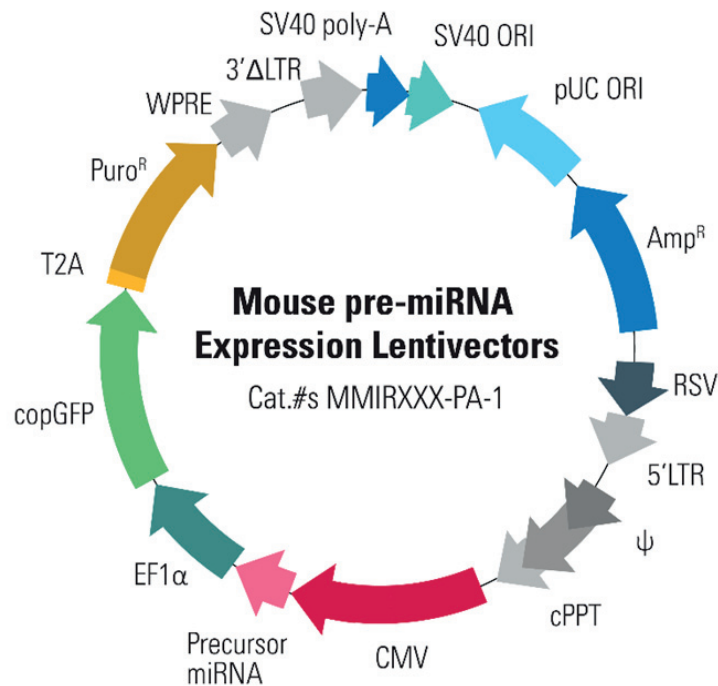 SV40 poly-A
SV40 ORI
3'ΔLTR
pUC ORI
WPRE
Puroᴿ
Ampᴿ
T2A
Mouse pre-miRNA
Expression Lentivectors
Cat.#s MMIRXXX-PA-1
RSV
copGFP
5'LTR
ψ
EF1α
cPPT
Precursor
miRNA
CMV